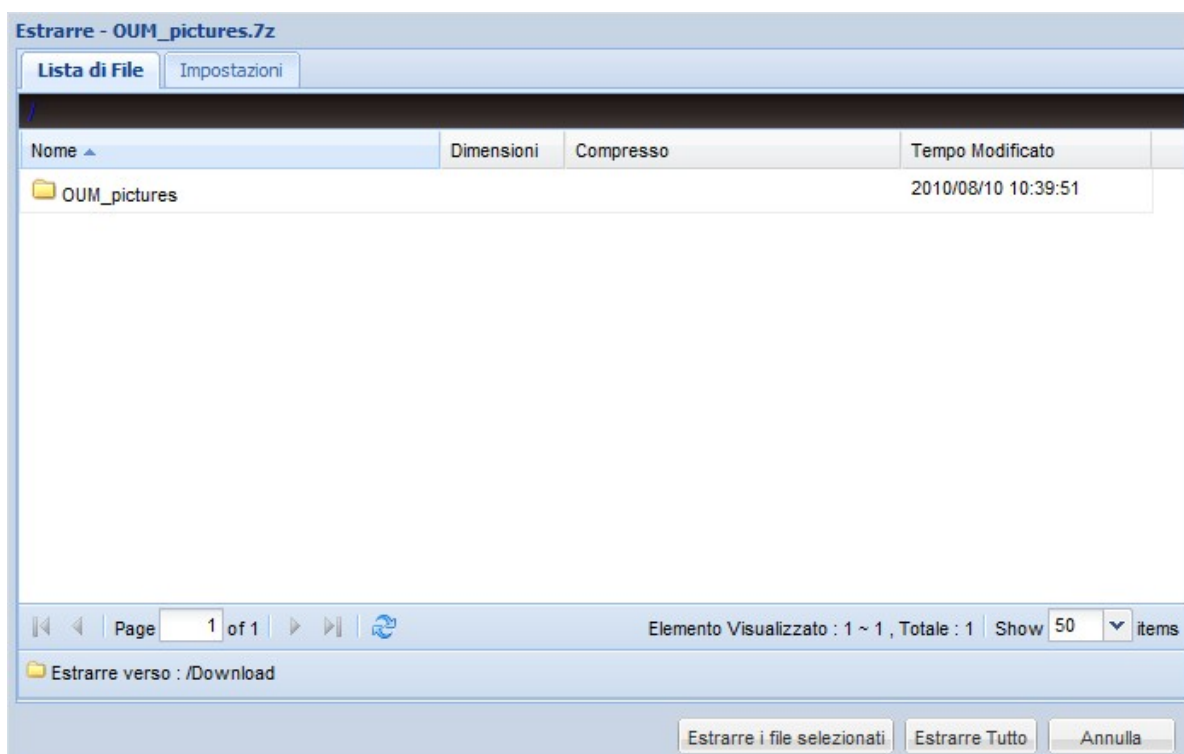 Estrarre - OUM_pictures.7z
Lista di File Impostazioni
/
Nome Dimensioni Compresso Tempo Modificato
OUM_pictures 2010/08/10 10:39:51
Page 1 of 1 Elemento Visualizzato : 1 ~ 1 , Totale : 1 Show 50 items
Estrarre verso : /Download
Estrarre i file selezionati Estrarre Tutto Annulla